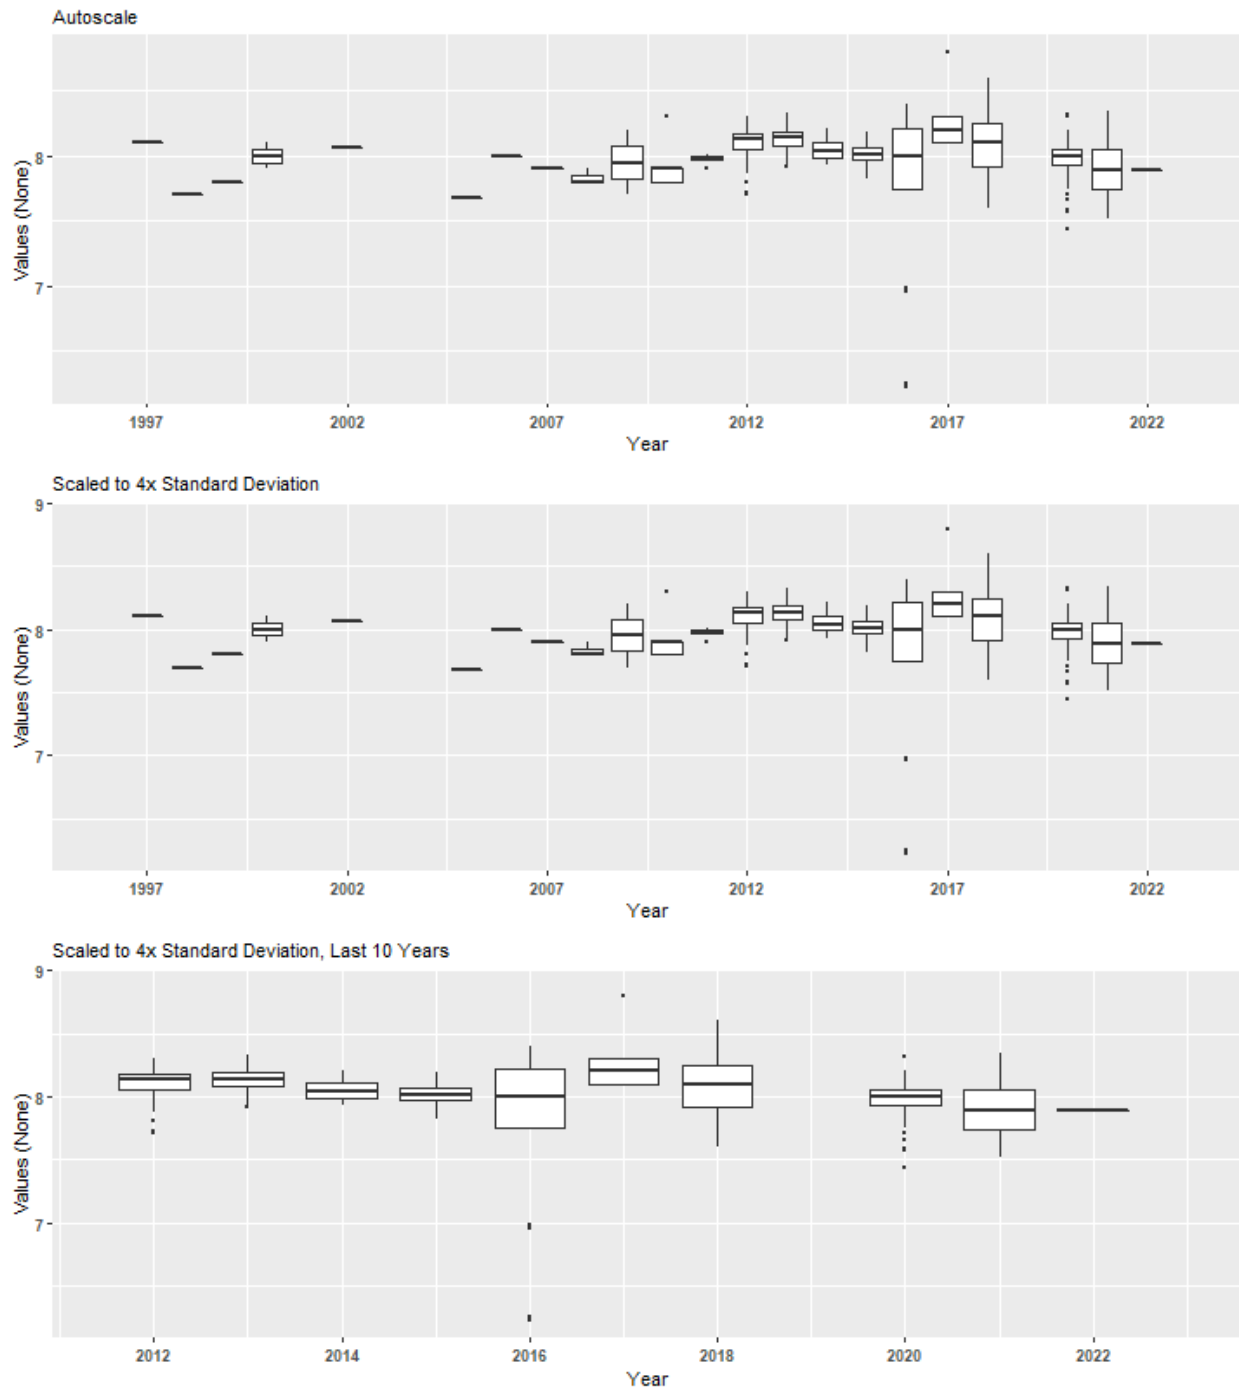 Autoscale
8
7
Values (None)
1997 2002 2007 2012 2017 2022
Year
Scaled to 4x Standard Deviation
9
8
7
Values (None)
1997 2002 2007 2012 2017 2022
Year
Scaled to 4x Standard Deviation, Last 10 Years
9
8
7
Values (None)
2012 2014 2016 2018 2020 2022
Year